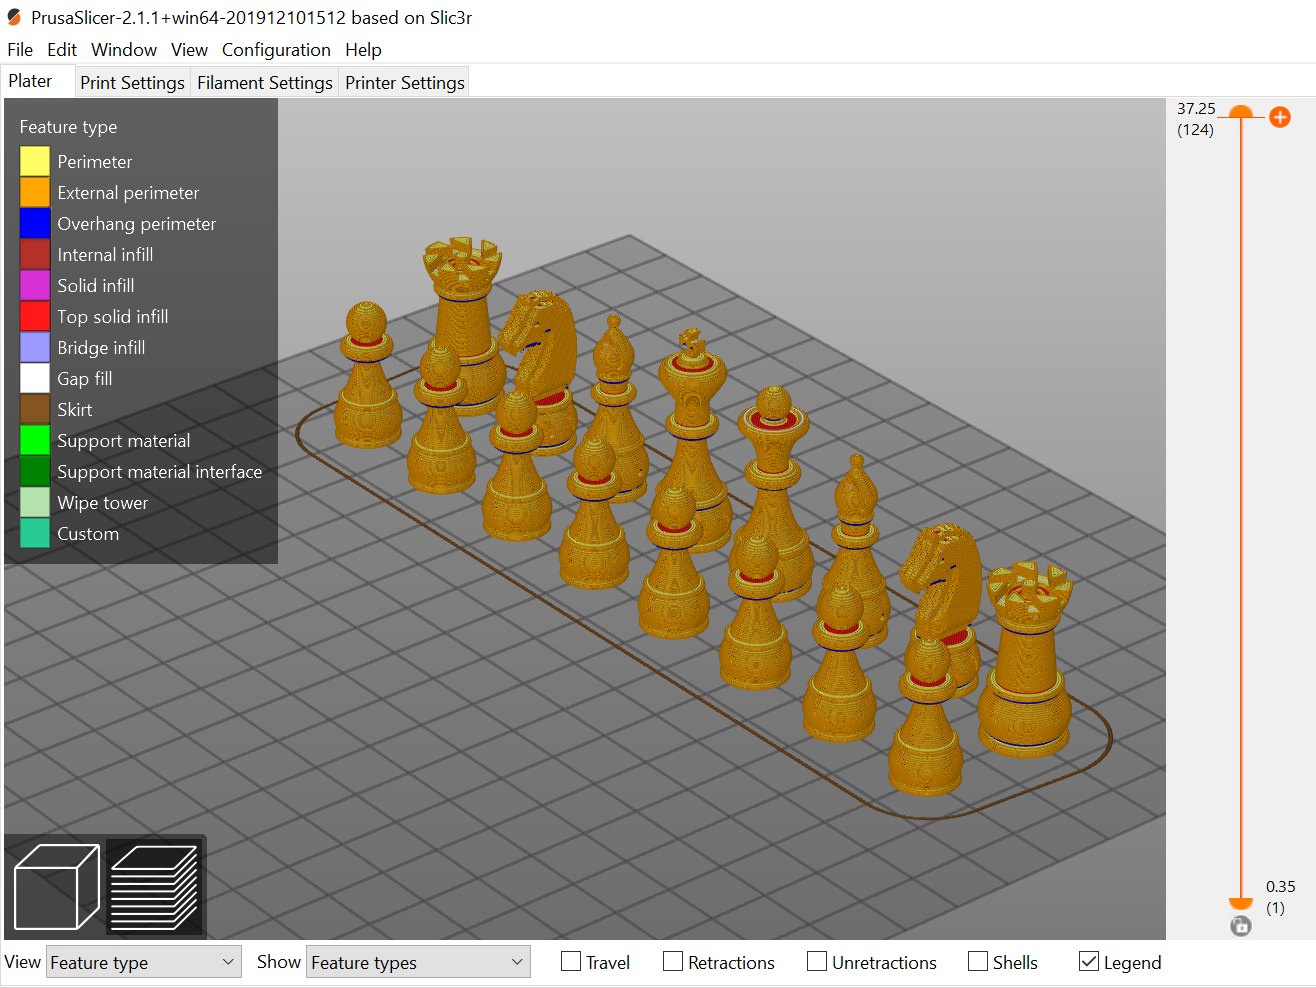 PrusaSlicer-2.1.1+win64-201912101512 based on Slic3r
File Edit Window View Configuration Help
Plater Print Settings Filament Settings Printer Settings
Feature type
Perimeter
External perimeter
Overhang perimeter
Internal infill
Solid infill
Top solid infill
Bridge infill
Gap fill
Skirt
Support material
Support material interface
Wipe tower
Custom
37.25
(124)
0.35
(1)
View Feature type Show Feature types Travel Retractions Unretractions Shells Legend